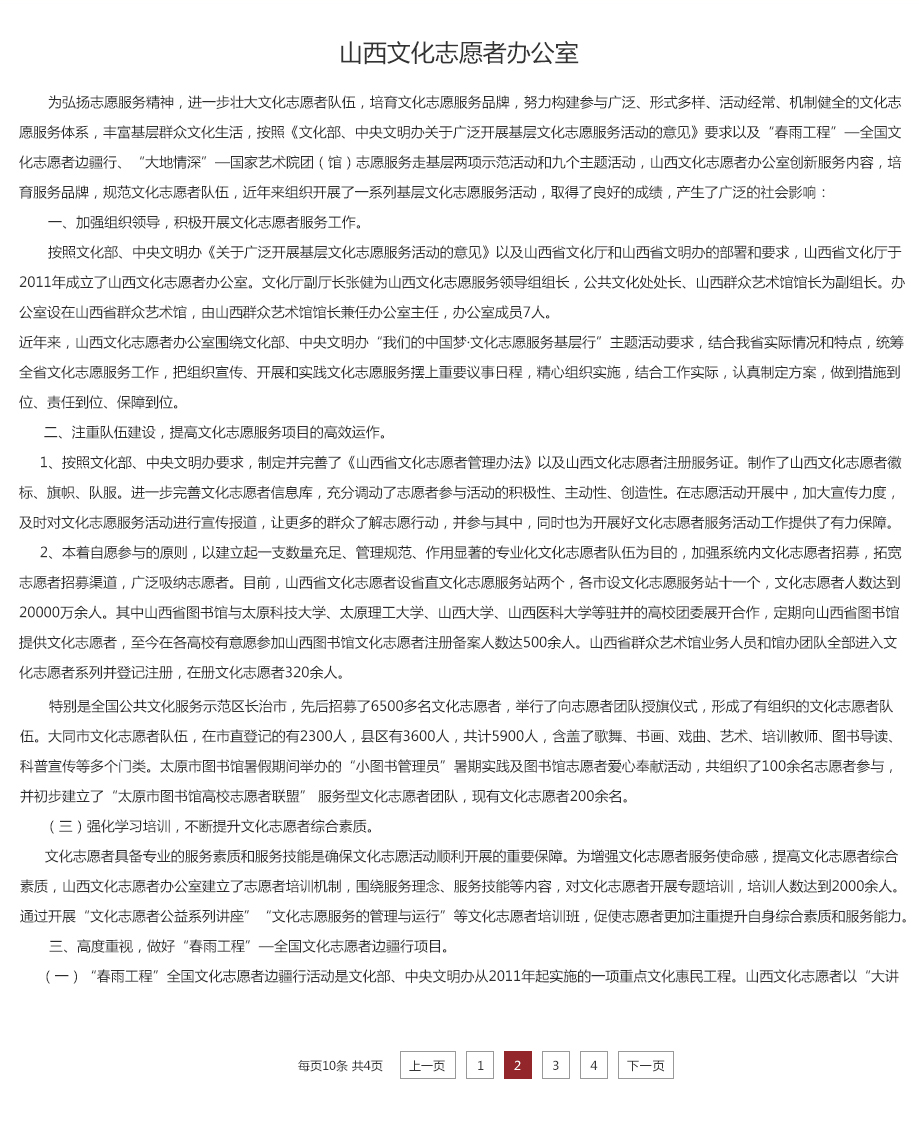 山西文化志愿者办公室
为弘扬志愿服务精神，进一步壮大文化志愿者队伍，培育文化志愿服务品牌，努力构建参与广泛、形式多样、活动经常、机制健全的文化志
愿服务体系，丰富基层群众文化生活，按照《文化部、中央文明办关于广泛开展基层文化志愿服务活动的意见》要求以及“春雨工程”—全国文
化志愿者边疆行、“大地情深”—国家艺术院团（馆）志愿服务走基层两项示范活动和九个主题活动，山西文化志愿者办公室创新服务内容，培
育服务品牌，规范文化志愿者队伍，近年来组织开展了一系列基层文化志愿服务活动，取得了良好的成绩，产生了广泛的社会影响：
一、加强组织领导，积极开展文化志愿者服务工作。
按照文化部、中央文明办《关于广泛开展基层文化志愿服务活动的意见》以及山西省文化厅和山西省文明办的部署和要求，山西省文化厅于
2011年成立了山西文化志愿者办公室。文化厅副厅长张健为山西文化志愿服务领导组组长，公共文化处处长、山西群众艺术馆馆长为副组长。办
公室设在山西省群众艺术馆，由山西群众艺术馆馆长兼任办公室主任，办公室成员7人。
近年来，山西文化志愿者办公室围绕文化部、中央文明办“我们的中国梦·文化志愿服务基层行”主题活动要求，结合我省实际情况和特点，统筹
全省文化志愿服务工作，把组织宣传、开展和实践文化志愿服务摆上重要议事日程，精心组织实施，结合工作实际，认真制定方案，做到措施到
位、责任到位、保障到位。
二、注重队伍建设，提高文化志愿服务项目的高效运作。
1、按照文化部、中央文明办要求，制定并完善了《山西省文化志愿者管理办法》以及山西文化志愿者注册服务证。制作了山西文化志愿者徽
标、旗帜、队服。进一步完善文化志愿者信息库，充分调动了志愿者参与活动的积极性、主动性、创造性。在志愿活动开展中，加大宣传力度，
及时对文化志愿服务活动进行宣传报道，让更多的群众了解志愿行动，并参与其中，同时也为开展好文化志愿者服务活动工作提供了有力保障。
2、本着自愿参与的原则，以建立起一支数量充足、管理规范、作用显著的专业化文化志愿者队伍为目的，加强系统内文化志愿者招募，拓宽
志愿者招募渠道，广泛吸纳志愿者。目前，山西省文化志愿者设省直文化志愿服务站两个，各市设文化志愿服务站十一个，文化志愿者人数达到
20000万余人。其中山西省图书馆与太原科技大学、太原理工大学、山西大学、山西医科大学等驻并的高校团委展开合作，定期向山西省图书馆
提供文化志愿者，至今在各高校有意愿参加山西图书馆文化志愿者注册备案人数达500余人。山西省群众艺术馆业务人员和馆办团队全部进入文
化志愿者系列并登记注册，在册文化志愿者320余人。
特别是全国公共文化服务示范区长治市，先后招募了6500多名文化志愿者，举行了向志愿者团队授旗仪式，形成了有组织的文化志愿者队
伍。大同市文化志愿者队伍，在市直登记的有2300人，县区有3600人，共计5900人，含盖了歌舞、书画、戏曲、艺术、培训教师、图书导读、
科普宣传等多个门类。太原市图书馆暑假期间举办的“小图书管理员”暑期实践及图书馆志愿者爱心奉献活动，共组织了100余名志愿者参与，
并初步建立了“太原市图书馆高校志愿者联盟” 服务型文化志愿者团队，现有文化志愿者200余名。
（三）强化学习培训，不断提升文化志愿者综合素质。
文化志愿者具备专业的服务素质和服务技能是确保文化志愿活动顺利开展的重要保障。为增强文化志愿者服务使命感，提高文化志愿者综合
素质，山西文化志愿者办公室建立了志愿者培训机制，围绕服务理念、服务技能等内容，对文化志愿者开展专题培训，培训人数达到2000余人。
通过开展“文化志愿者公益系列讲座”“文化志愿服务的管理与运行”等文化志愿者培训班，促使志愿者更加注重提升自身综合素质和服务能力。
三、高度重视，做好“春雨工程”—全国文化志愿者边疆行项目。
（一）“春雨工程”全国文化志愿者边疆行活动是文化部、中央文明办从2011年起实施的一项重点文化惠民工程。山西文化志愿者以“大讲
每页10条 共4页 上一页 1 2 3 4 下一页